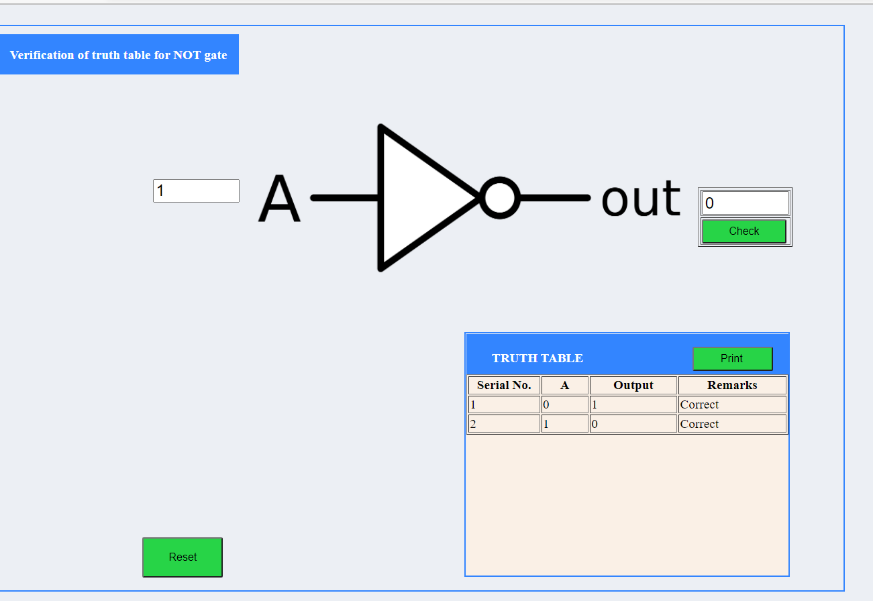 Verification of truth table for NOT gate
1
A
out
0
Check
TRUTH TABLE
Print
Serial No. A Output Remarks
1 0 1 Correct
2 1 0 Correct
Reset